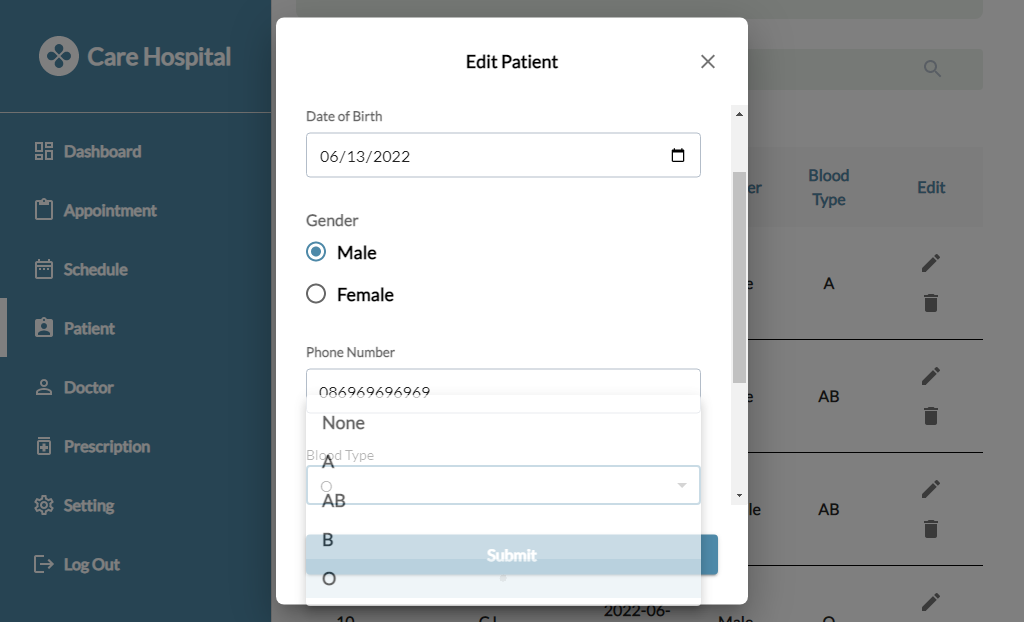 Care Hospital
Dashboard
Appointment
Schedule
Patient
Doctor
Prescription
Setting
Log Out
Edit Patient
Date of Birth
06/13/2022
Gender
Male
Female
Phone Number
086969696969
None
Blood Type
A
O
AB
B
Submit
O
Blood
Type
Edit
A
AB
AB
2022-06-
Male
O